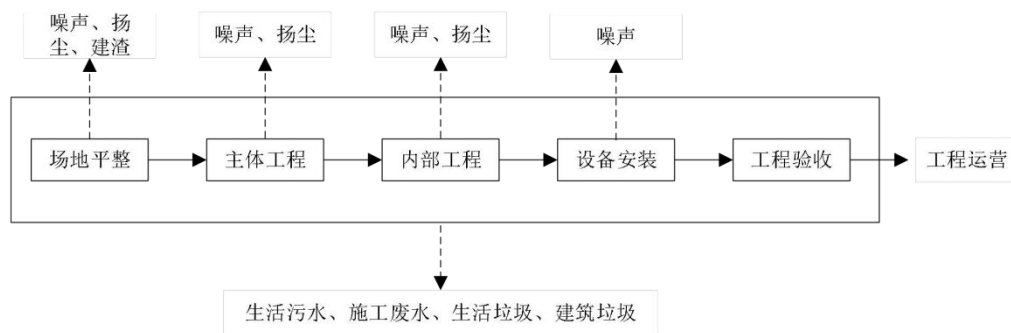 噪声、扬
尘、建渣
噪声、扬尘
噪声、扬尘
噪声
场地平整
主体工程
内部工程
设备安装
工程验收
工程运营
生活污水、施工废水、生活垃圾、建筑垃圾